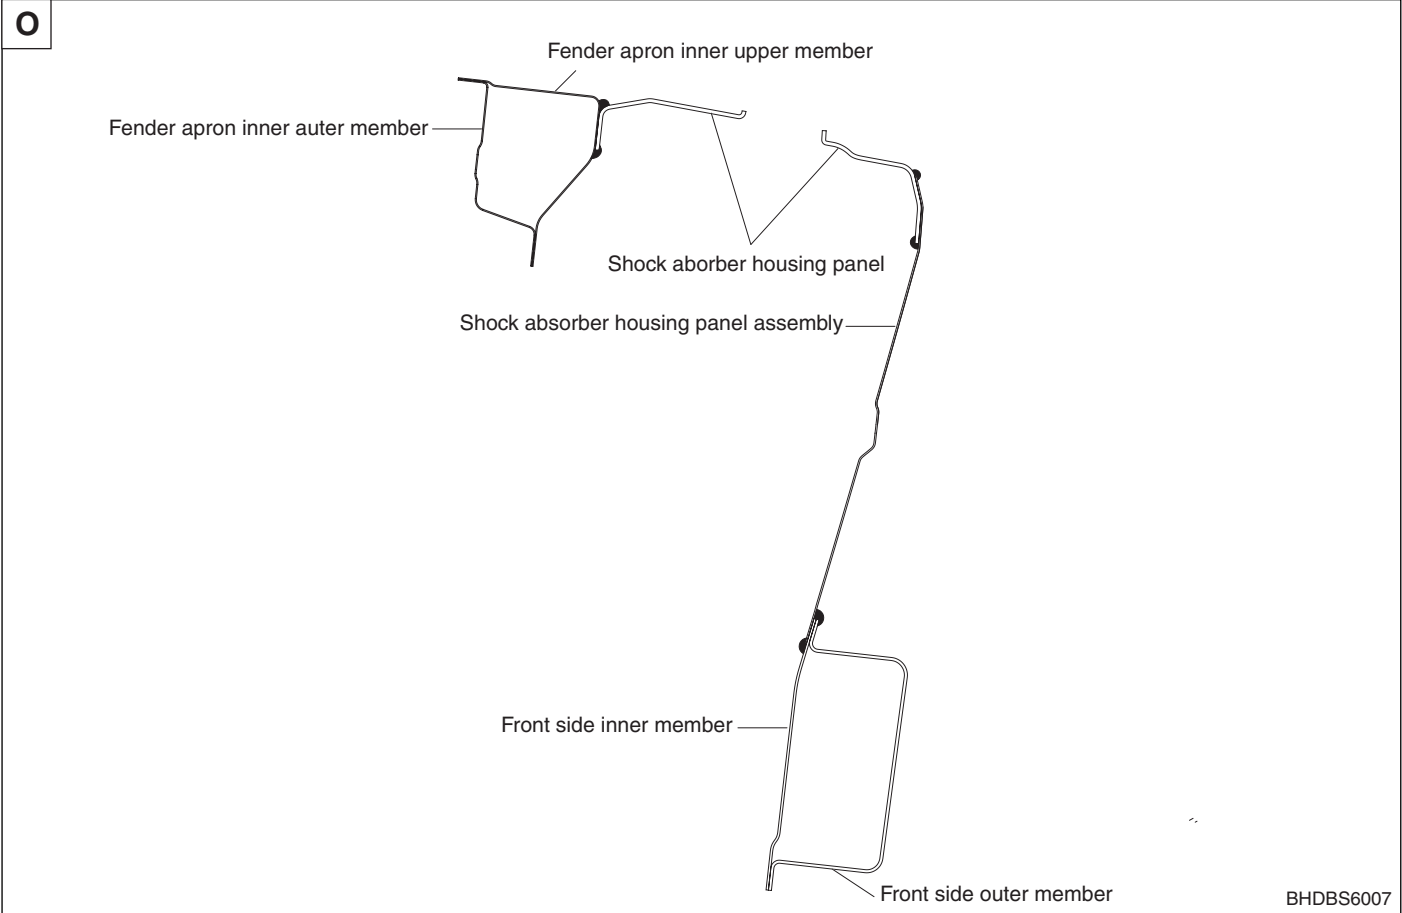 O
Fender apron inner upper member
Fender apron inner auter member
Shock aborber housing panel
Shock absorber housing panel assembly
Front side inner member
Front side outer member
BHDBS6007